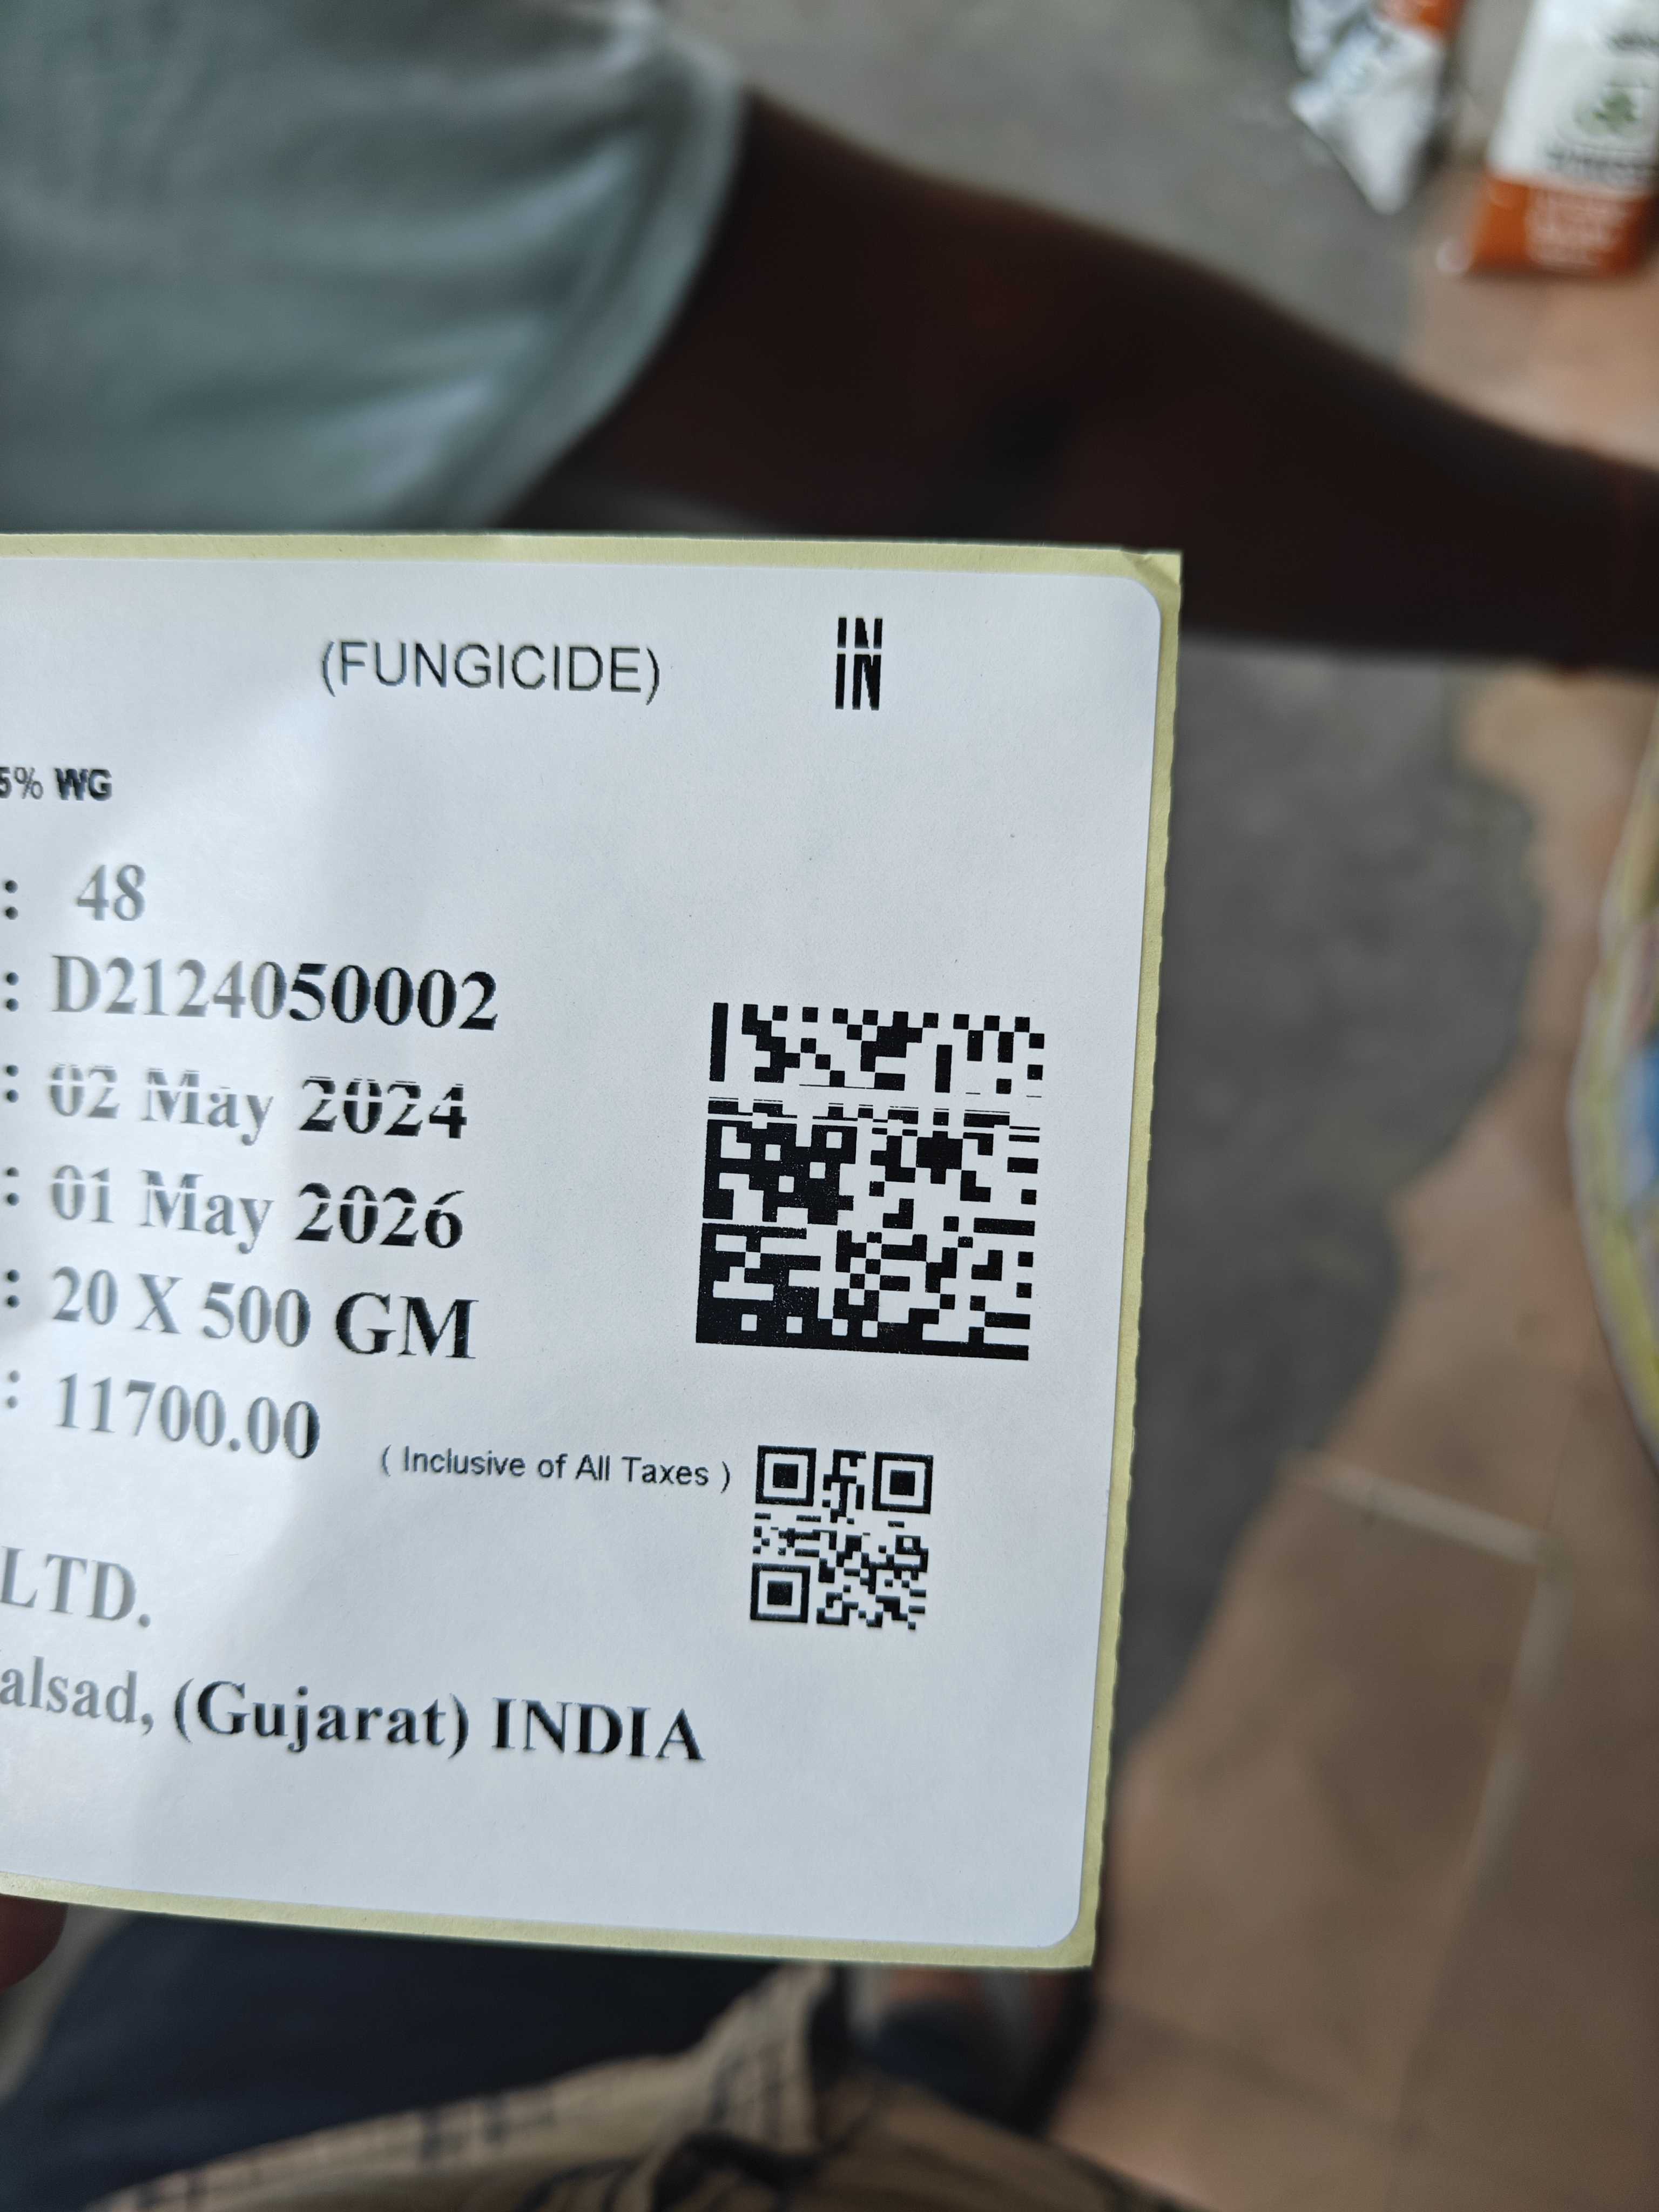 (FUNGICIDE) IN
5% WG
: 48
: D2124050002
: 02 May 2024
: 01 May 2026
: 20 X 500 GM
: 11700.00 ( Inclusive of All Taxes )
LTD.
alsad, (Gujarat) INDIA